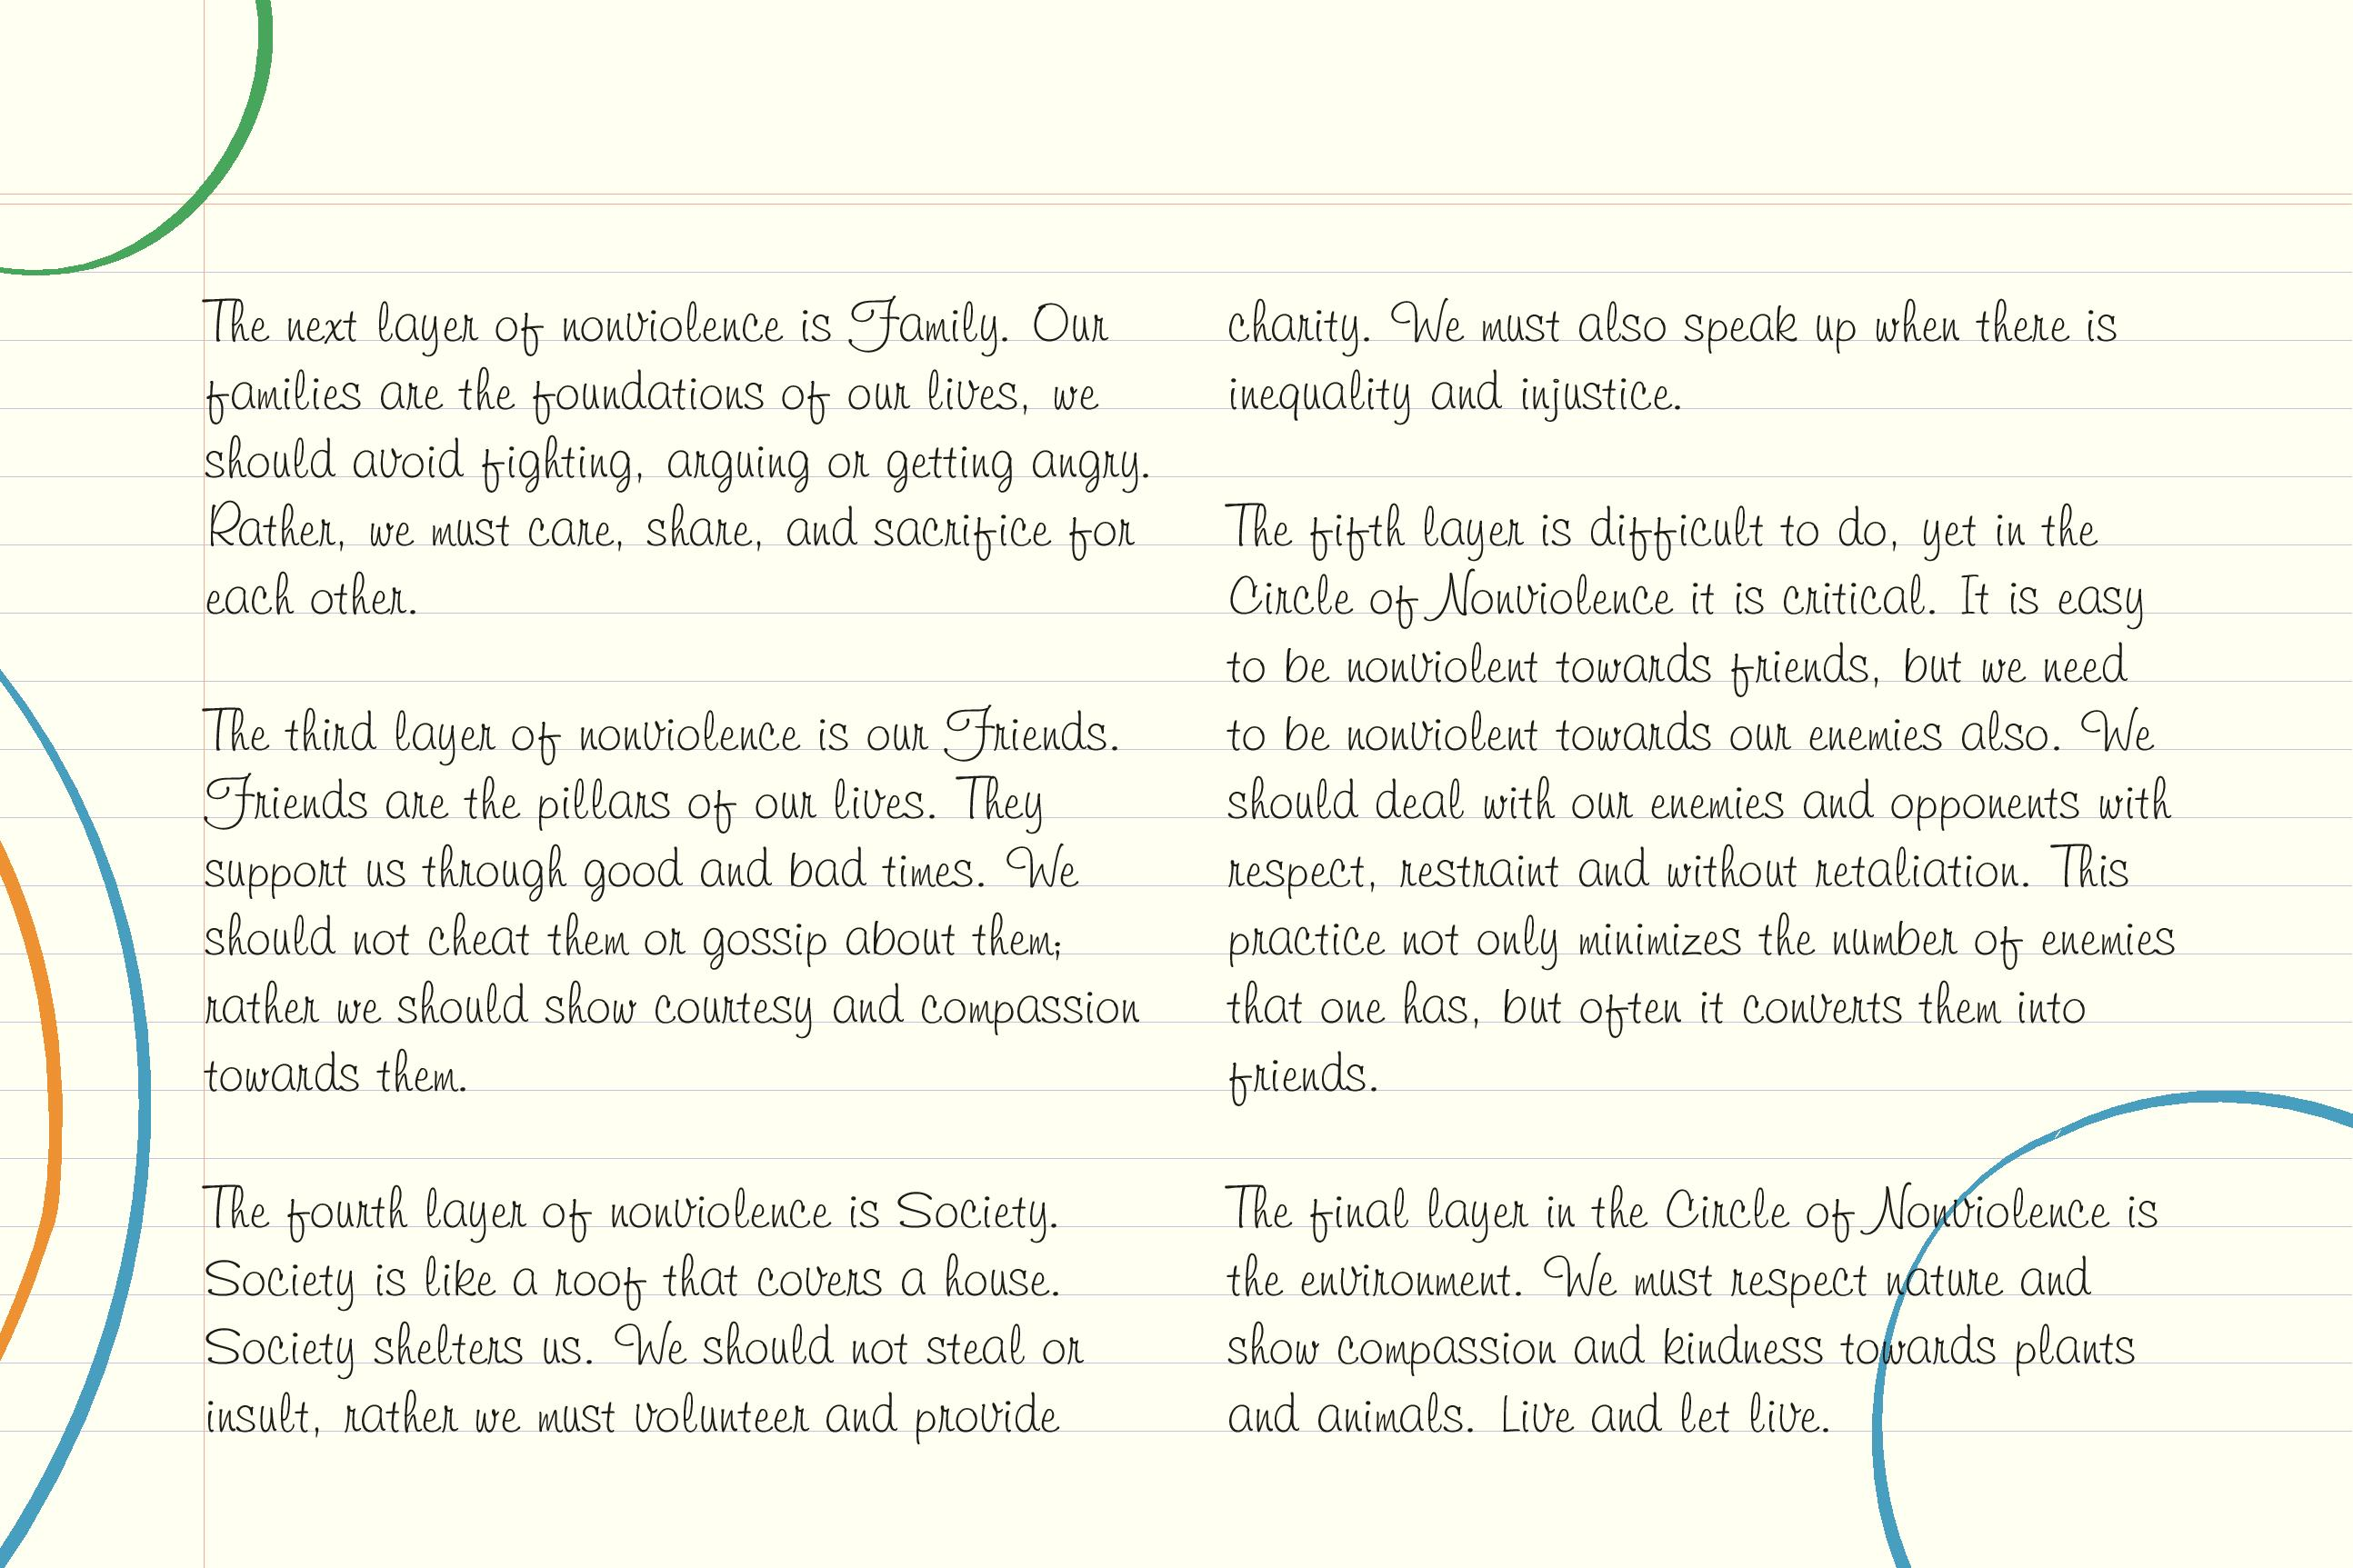 The next layer of nonviolence is Family. Our
families are the foundations of our lives, we
should avoid fighting, arguing or getting angry.
Rather, we must care, share, and sacrifice for
each other.
The third layer of nonviolence is our Friends.
Friends are the pillars of our lives. They
support us through good and bad times. We
should not cheat them or gossip about them;
rather we should show courtesy and compassion
towards them.
The fourth layer of nonviolence is Society.
Society is like a roof that covers a house.
Society shelters us. We should not steal or
insult, rather we must volunteer and provide
charity. We must also speak up when there is
inequality and injustice.
The fifth layer is difficult to do, yet in the
Circle of Nonviolence it is critical. It is easy
to be nonviolent towards friends, but we need
to be nonviolent towards our enemies also. We
should deal with our enemies and opponents with
respect, restraint and without retaliation. This
practice not only minimizes the number of enemies
that one has, but often it converts them into
friends.
The final layer in the Circle of Nonviolence is
the environment. We must respect nature and
show compassion and kindness towards plants
and animals. Live and let live.